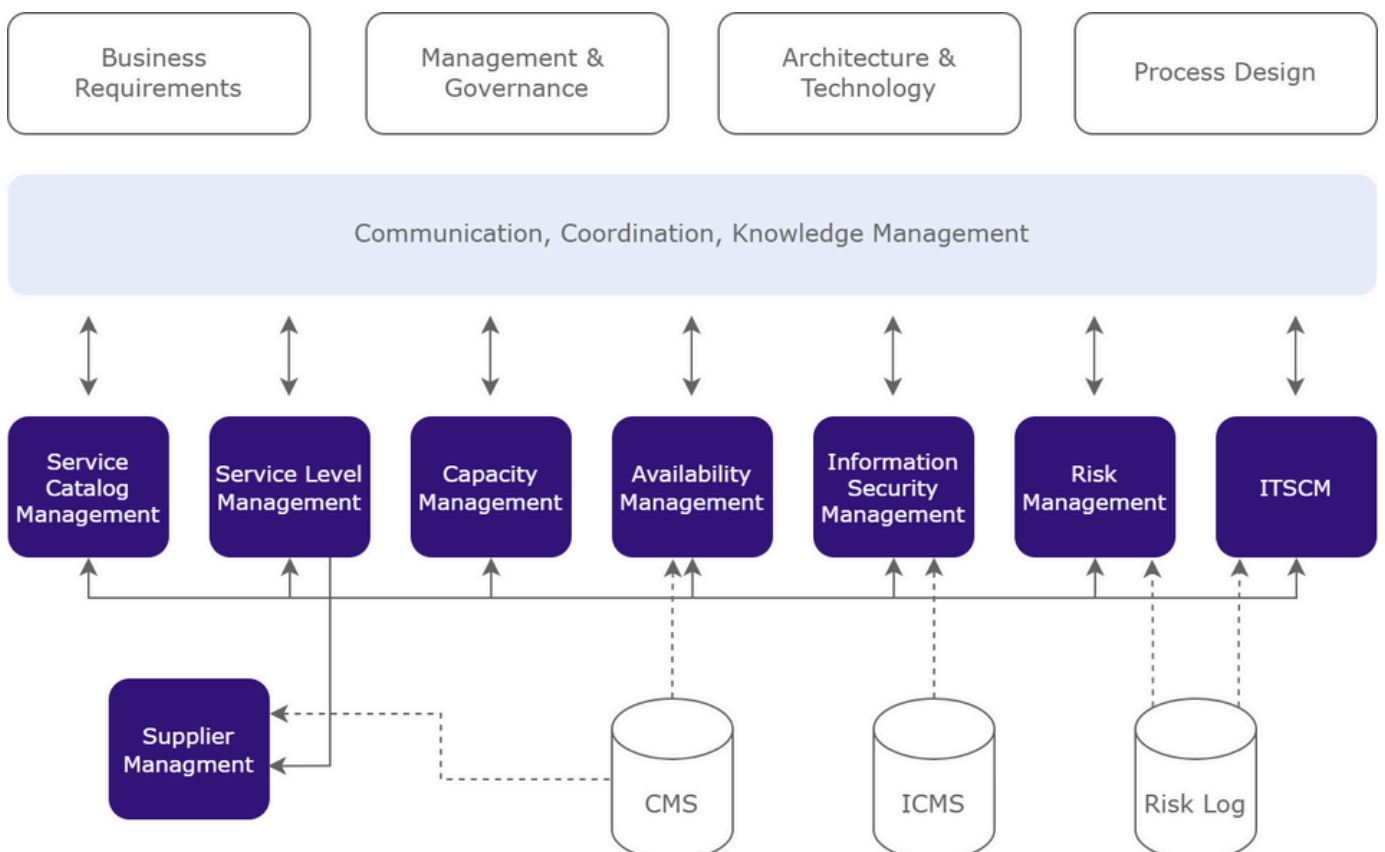 Business
Requirements
Management &
Governance
Architecture &
Technology
Process Design
Communication, Coordination, Knowledge Management
Service
Catalog
Management
Service Level
Management
Capacity
Management
Availability
Management
Information
Security
Management
Risk
Management
ITSCM
Supplier
Managment
CMS
ICMS
Risk Log